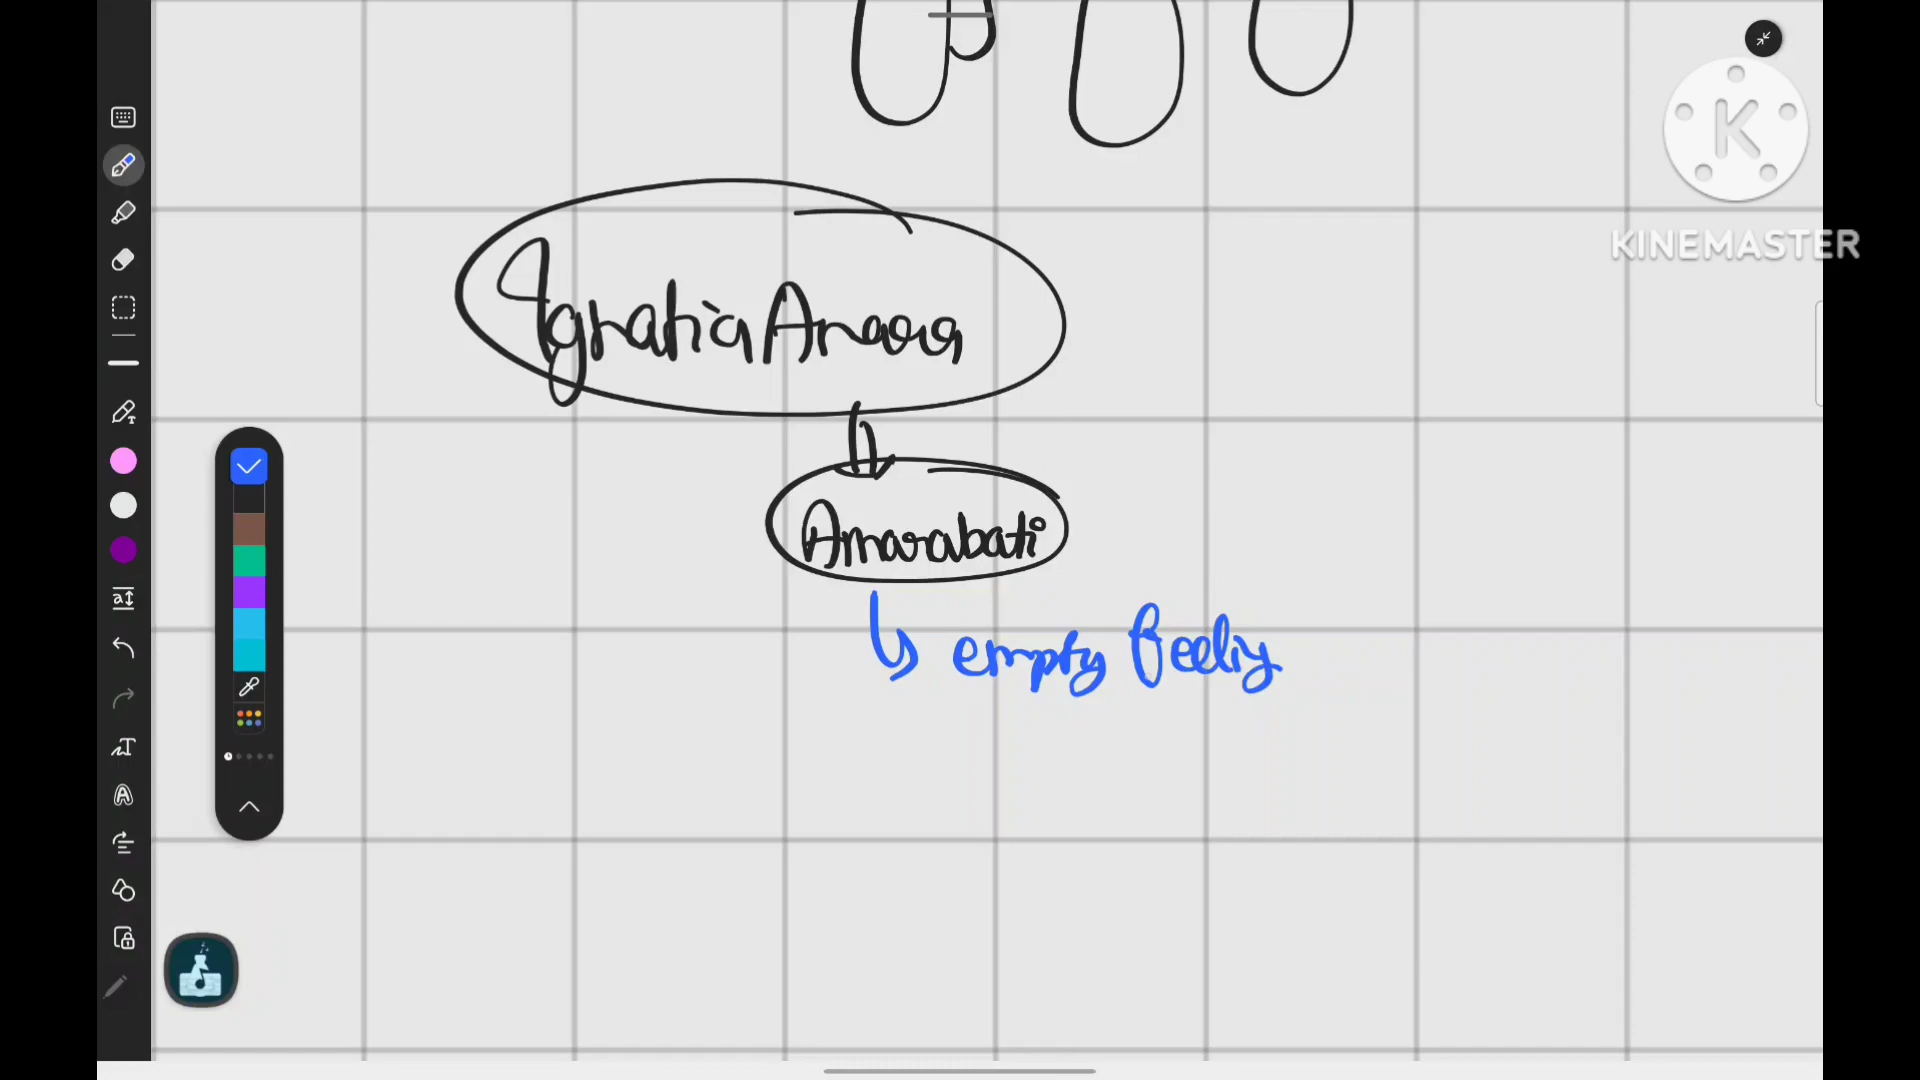 K
KINEMASTER
Ignatia Amara
Amarabati
empty feeling